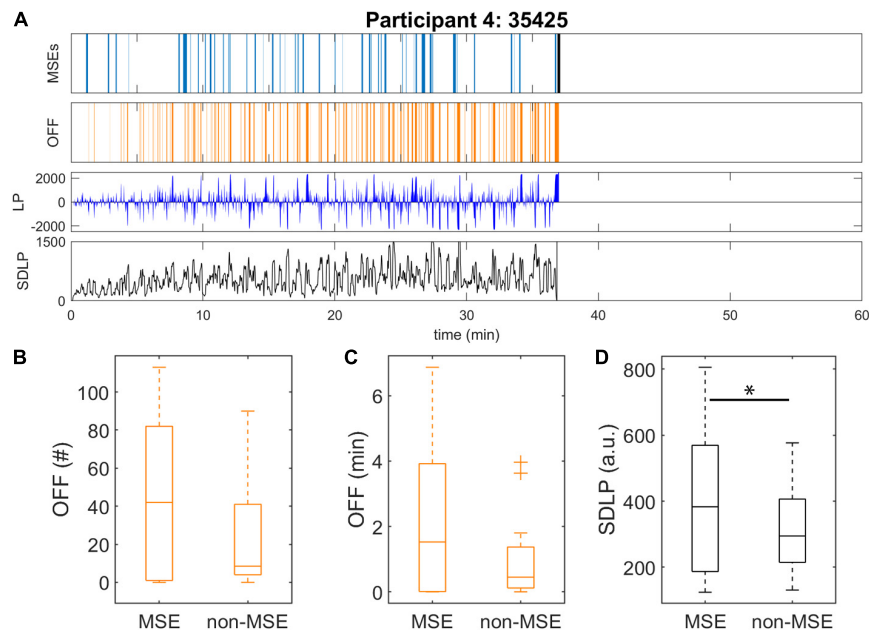 A
Participant 4: 35425
MSEs
OFF
LP
2000
0
-2000
SDLP
1500
0
0 10 20 30 40 50 60
time (min)
B
OFF (#)
100
80
60
40
20
0
MSE non-MSE
C
OFF (min)
6
4
2
0
MSE non-MSE
D
SDLP (a.u.)
800
600
400
200
*
MSE non-MSE